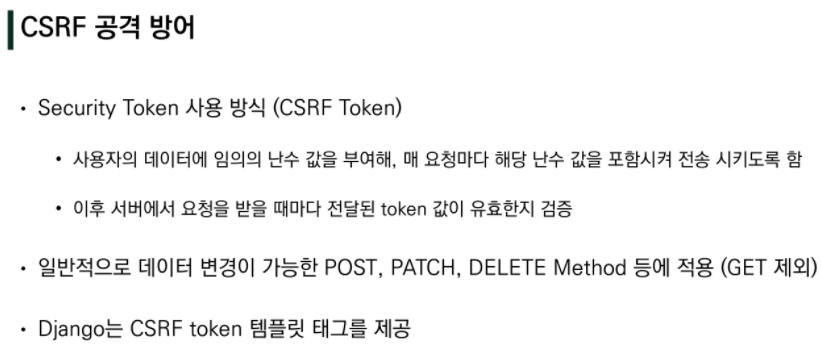 CSRF 공격 방어
• Security Token 사용 방식 (CSRF Token)
• 사용자의 데이터에 임의의 난수 값을 부여해, 매 요청마다 해당 난수 값을 포함시켜 전송 시키도록 함
• 이후 서버에서 요청을 받을 때마다 전달된 token 값이 유효한지 검증
• 일반적으로 데이터 변경이 가능한 POST, PATCH, DELETE Method 등에 적용 (GET 제외)
• Django는 CSRF token 템플릿 태그를 제공